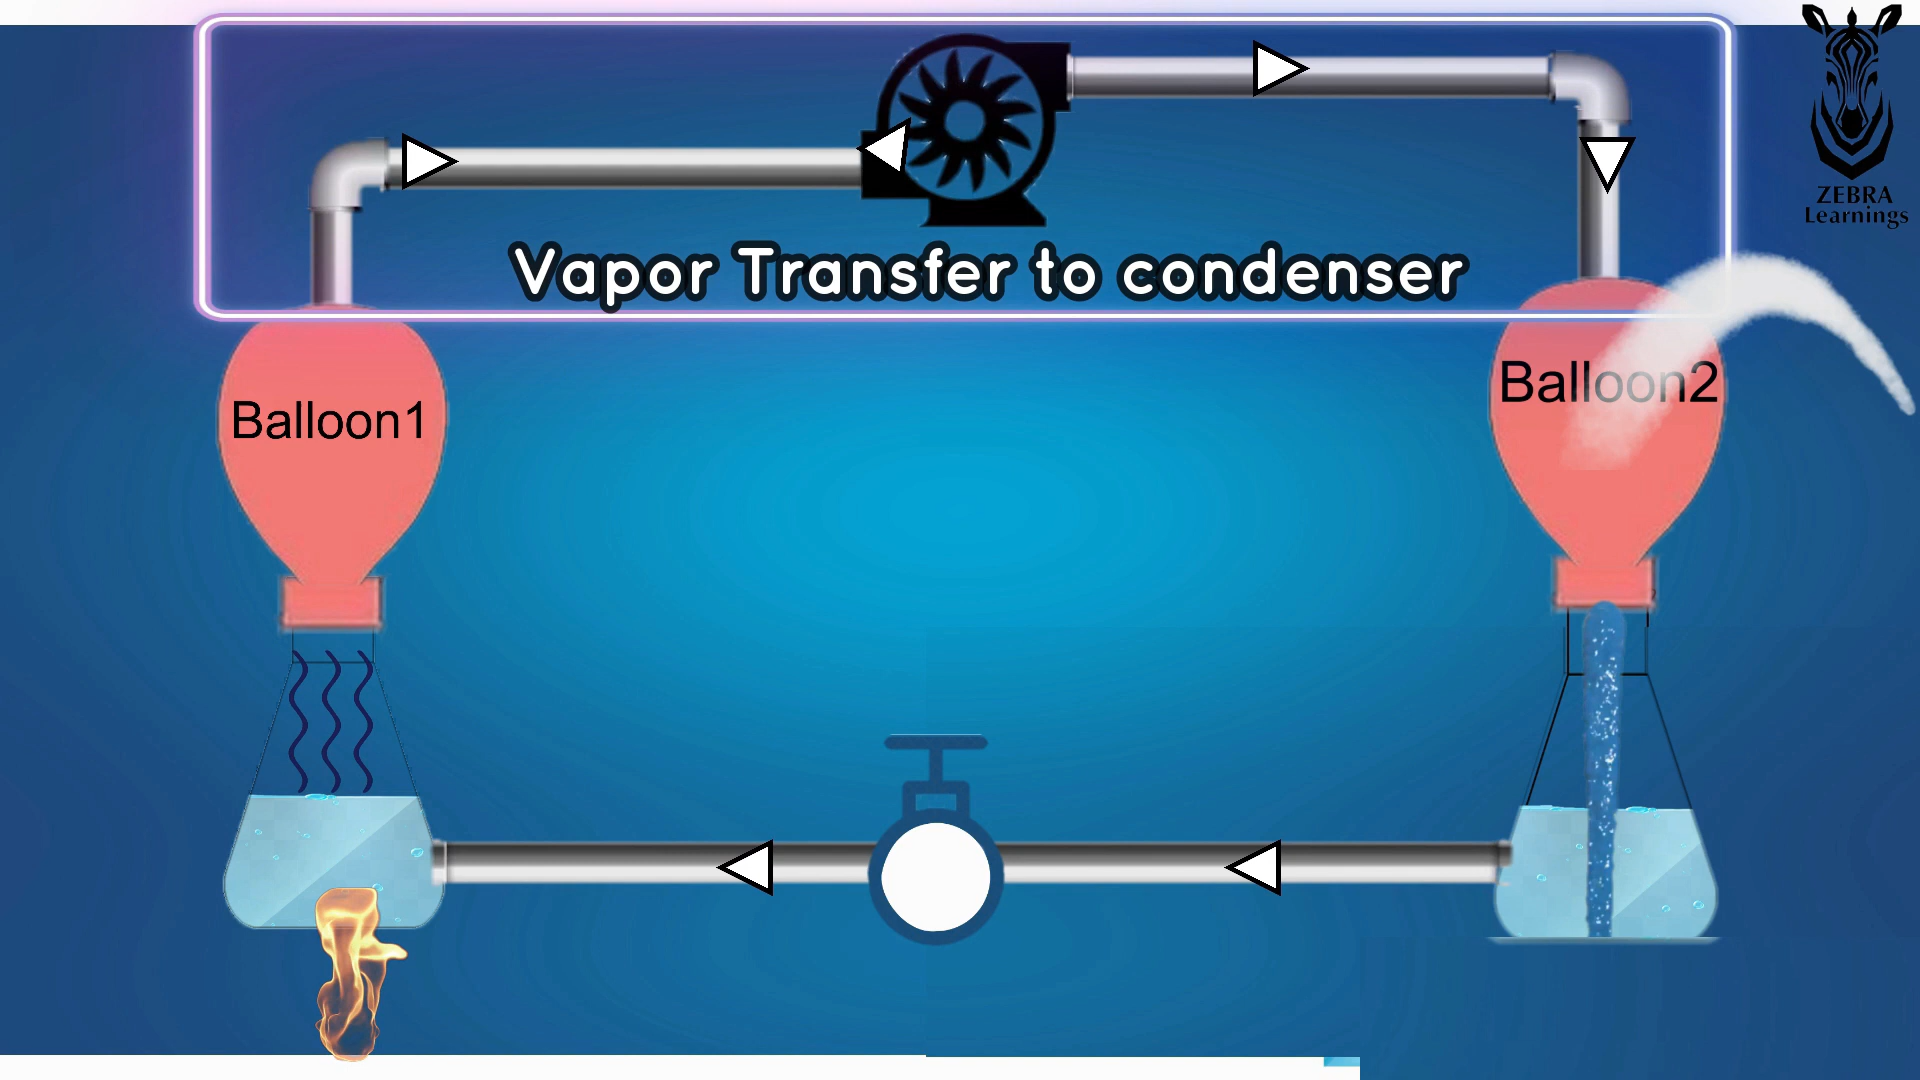 ZEBRA
Learnings
Vapor Transfer to condenser
Balloon1
Balloon2